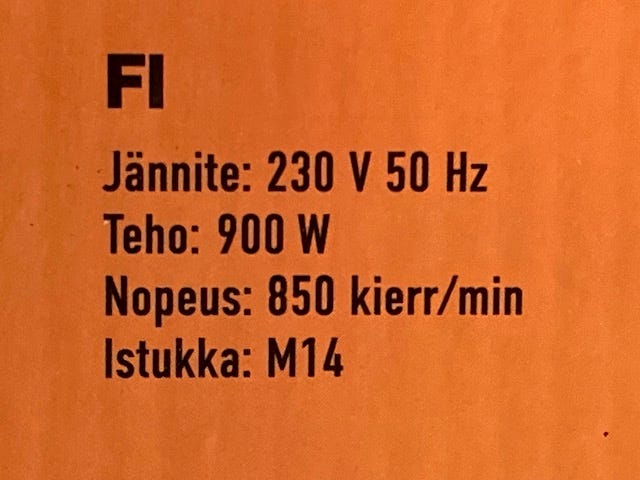 FI
Jännite: 230 V 50 Hz
Teho: 900 W
Nopeus: 850 kierr/min
Istukka: M14